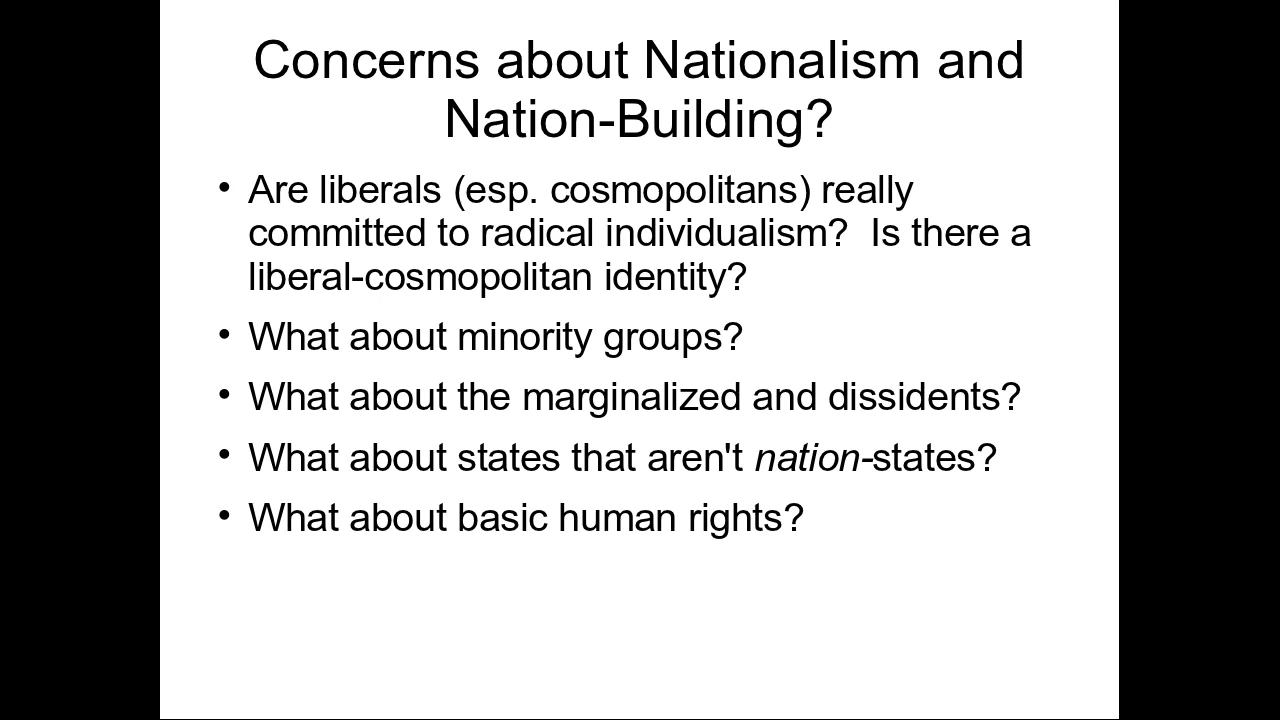 Concerns about Nationalism and
Nation-Building?
• Are liberals (esp. cosmopolitans) really
committed to radical individualism?  Is there a
liberal-cosmopolitan identity?
• What about minority groups?
• What about the marginalized and dissidents?
• What about states that aren't nation-states?
• What about basic human rights?